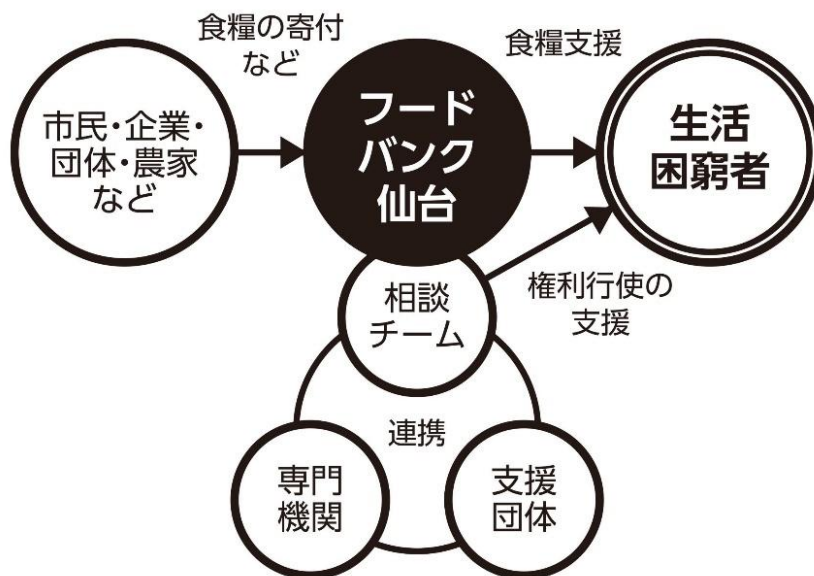 食糧の寄付
など
食糧支援
市民・企業・
団体・農家
など
フード
バンク
仙台
生活
困窮者
相談
チーム
権利行使の
支援
連携
専門
機関
支援
団体